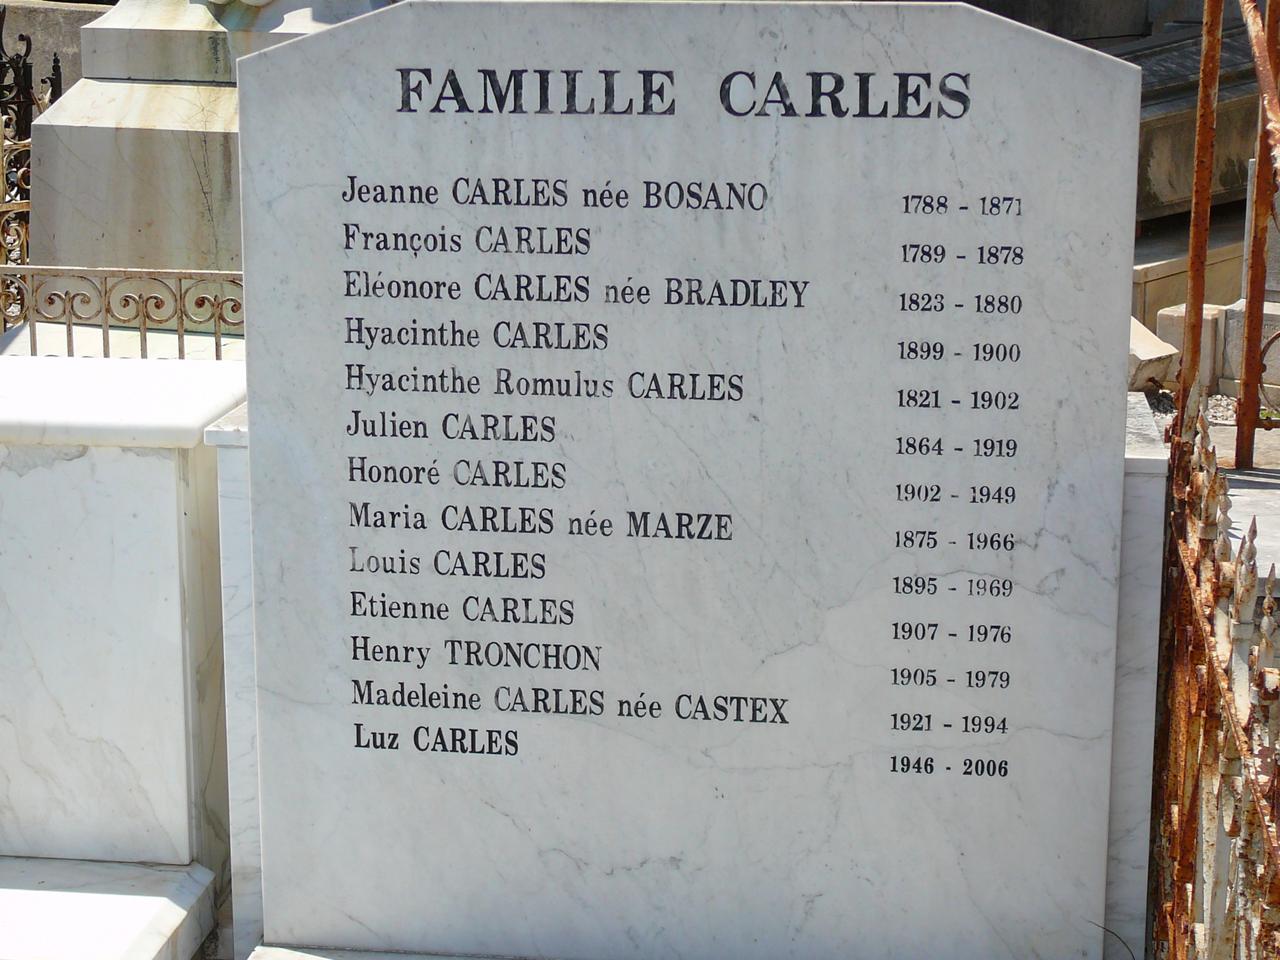 FAMILLE CARLES
Jeanne CARLES née BOSANO 1788 - 1871
François CARLES 1789 - 1878
Eléonore CARLES née BRADLEY 1823 - 1880
Hyacinthe CARLES 1899 - 1900
Hyacinthe Romulus CARLES 1821 - 1902
Julien CARLES 1864 - 1919
Honoré CARLES 1902 - 1949
Maria CARLES née MARZE 1875 - 1966
Louis CARLES 1895 - 1969
Etienne CARLES 1907 - 1976
Henry TRONCHON 1905 - 1979
Madeleine CARLES née CASTEX 1921 - 1994
Luz CARLES 1946 - 2006